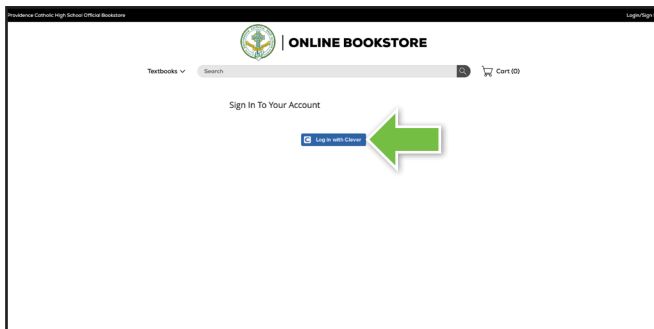 Providence Catholic High School Official Bookstore
Login/Sign
ONLINE BOOKSTORE
Textbooks
Search
Cart (0)
Sign In To Your Account
C Log in with Clever